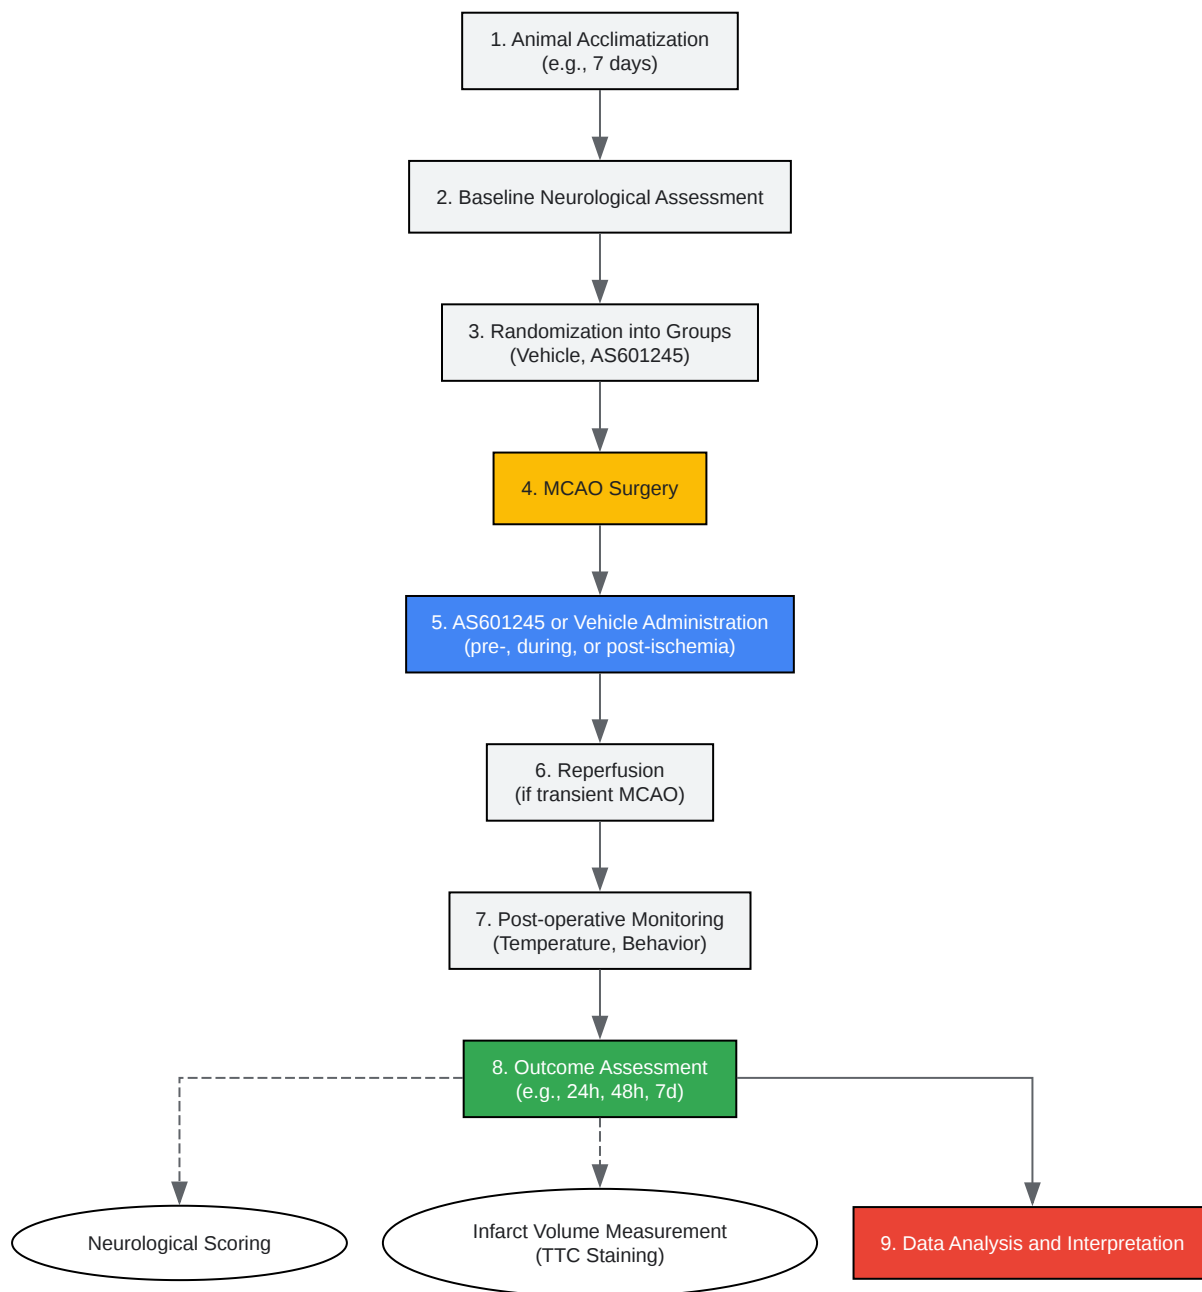 1. Animal Acclimatization
(e.g., 7 days)
2. Baseline Neurological Assessment
3. Randomization into Groups
(Vehicle, AS601245)
4. MCAO Surgery
5. AS601245 or Vehicle Administration
(pre-, during, or post-ischemia)
6. Reperfusion
(if transient MCAO)
7. Post-operative Monitoring
(Temperature, Behavior)
8. Outcome Assessment
(e.g., 24h, 48h, 7d)
Neurological Scoring
Infarct Volume Measurement
(TTC Staining)
9. Data Analysis and Interpretation